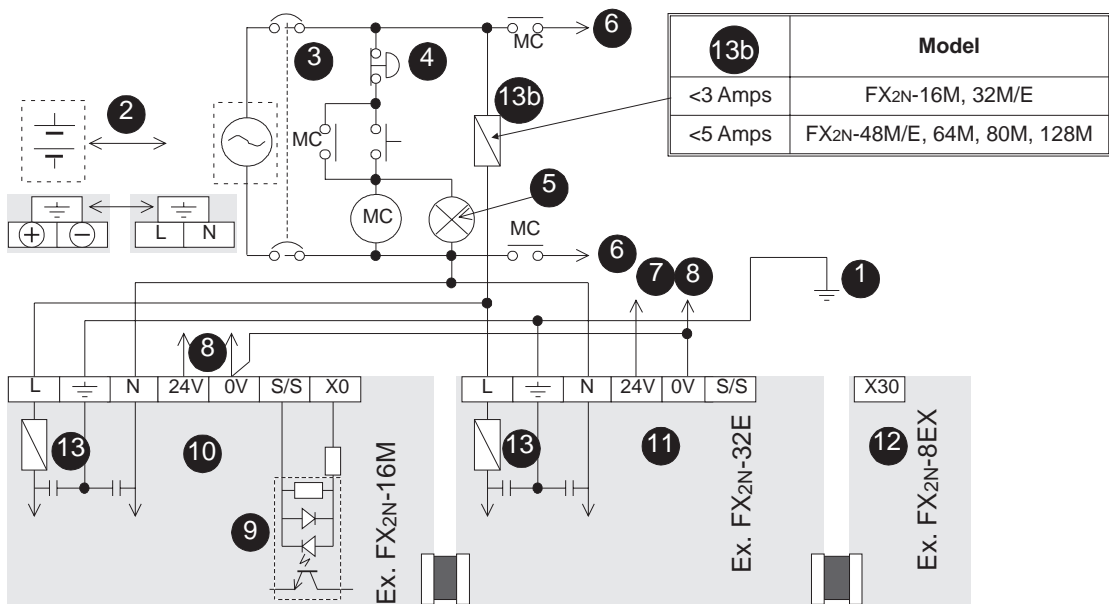 6
MC
13b
Model
<3 Amps
FX2N-16M, 32M/E
<5 Amps
FX2N-48M/E, 64M, 80M, 128M
3
4
13b
2
MC
5
MC
MC
6
7
8
1
L N
8
L N 24V 0V S/S X0
L N 24V 0V S/S
X30
13
10
13
11
12
9
Ex. FX2N-16M
Ex. FX2N-32E
Ex. FX2N-8EX